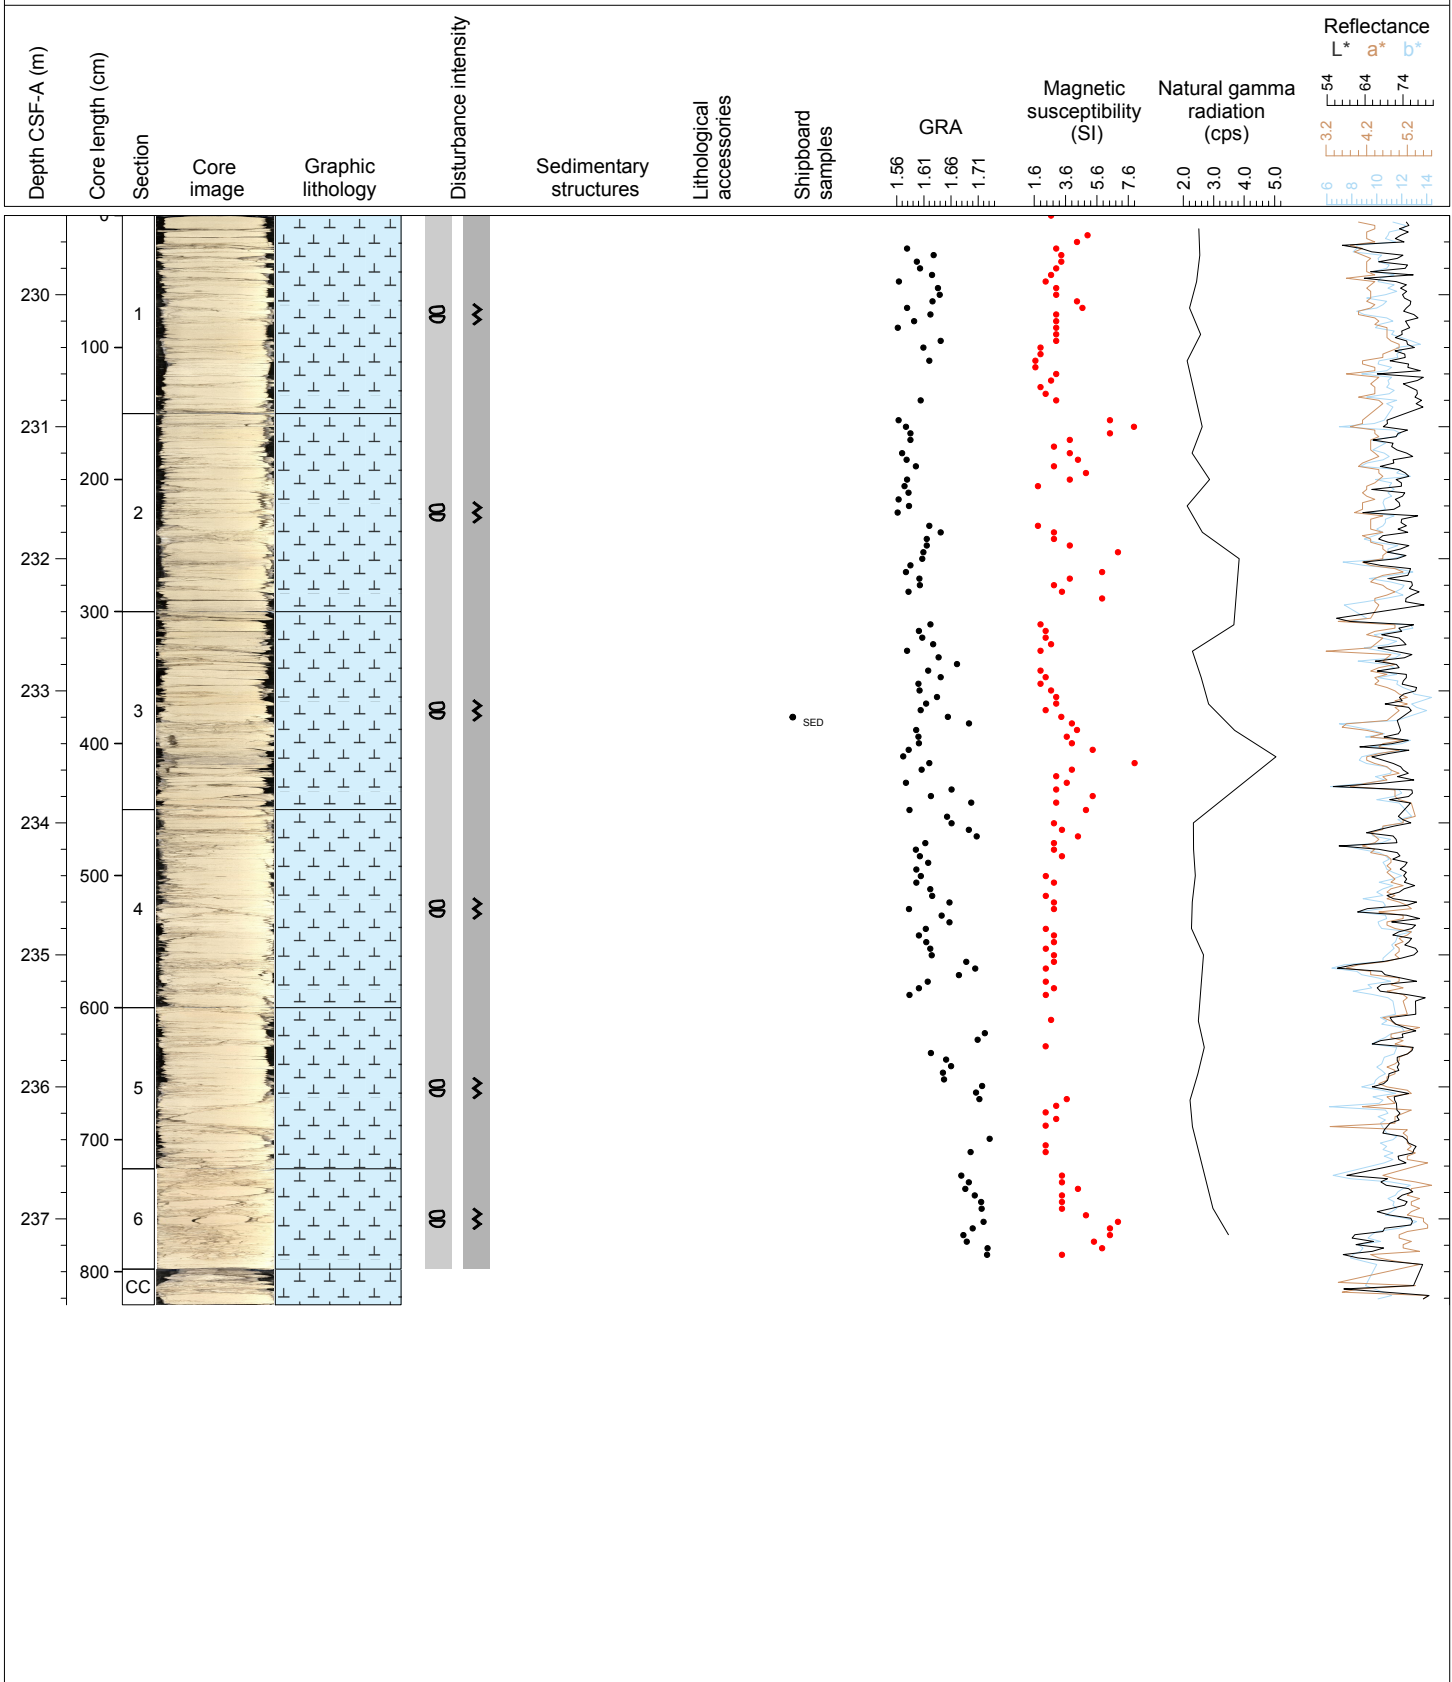 Depth CSF-A (m)
Core length (cm)
Section
Core
image
Graphic
lithology
Disturbance intensity
Sedimentary
structures
Lithological
accessories
Shipboard
samples
GRA
1.56 1.61 1.66 1.71
Magnetic
susceptibility
(SI)
1.6 3.6 5.6 7.6
Natural gamma
radiation
(cps)
2.0 3.0 4.0 5.0
Reflectance
L* a* b*
54 64 74
3.2 4.2 5.2
6 8 10 12 14
0
230
1
100
231
200
2
232
300
233
3
SED
400
234
500
4
235
600
236
5
700
237
6
800
CC